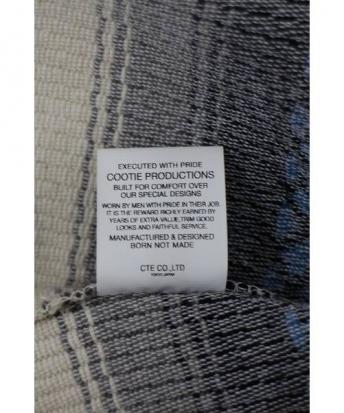 EXECUTED WITH PRIDE
COOTIE PRODUCTIONS
BUILT FOR COMFORT OVER
OUR SPECIAL DESIGNS
WORN BY MEN WITH PRIDE IN THEIR JOB.
IT IS THE REWARD RICHLY EARNED BY
YEARS OF EXTRA VALUE,TRIM GOOD
LOOKS AND FAITHFUL SERVICE.
MANUFACTURED & DESIGNED
BORN NOT MADE
CTE CO.,LTD
TOKYO JAPAN